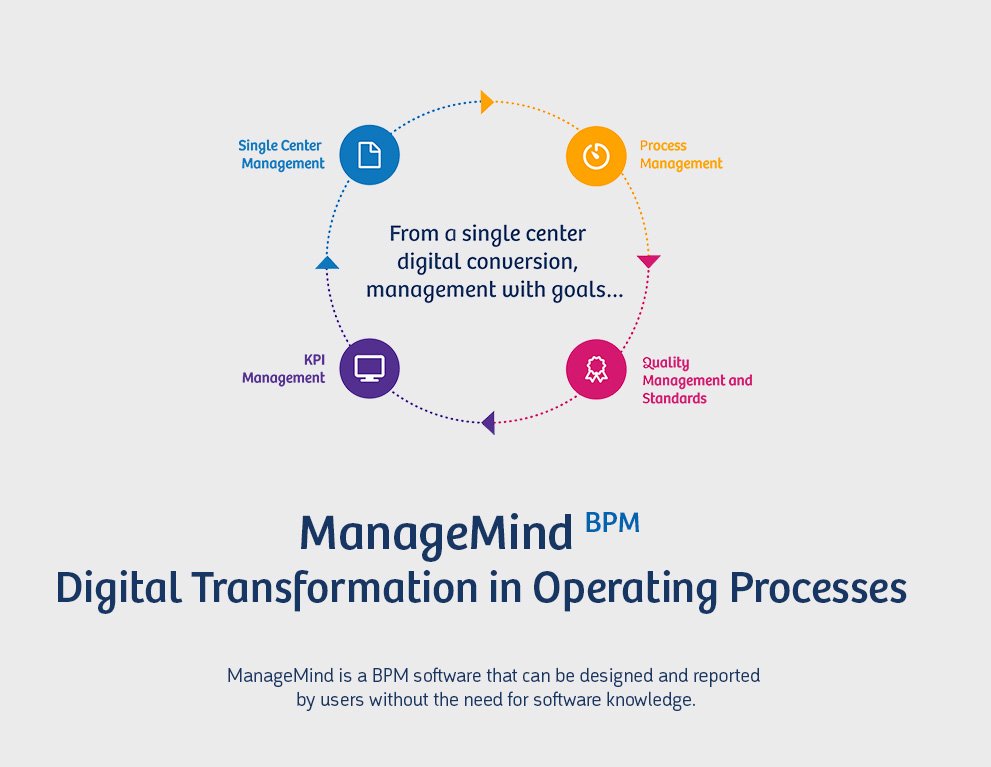 Single Center
Management
Process
Management
From a single center
digital conversion,
management with goals...
KPI
Management
Quality
Management and
Standards
ManageMind BPM
Digital Transformation in Operating Processes
ManageMind is a BPM software that can be designed and reported
by users without the need for software knowledge.